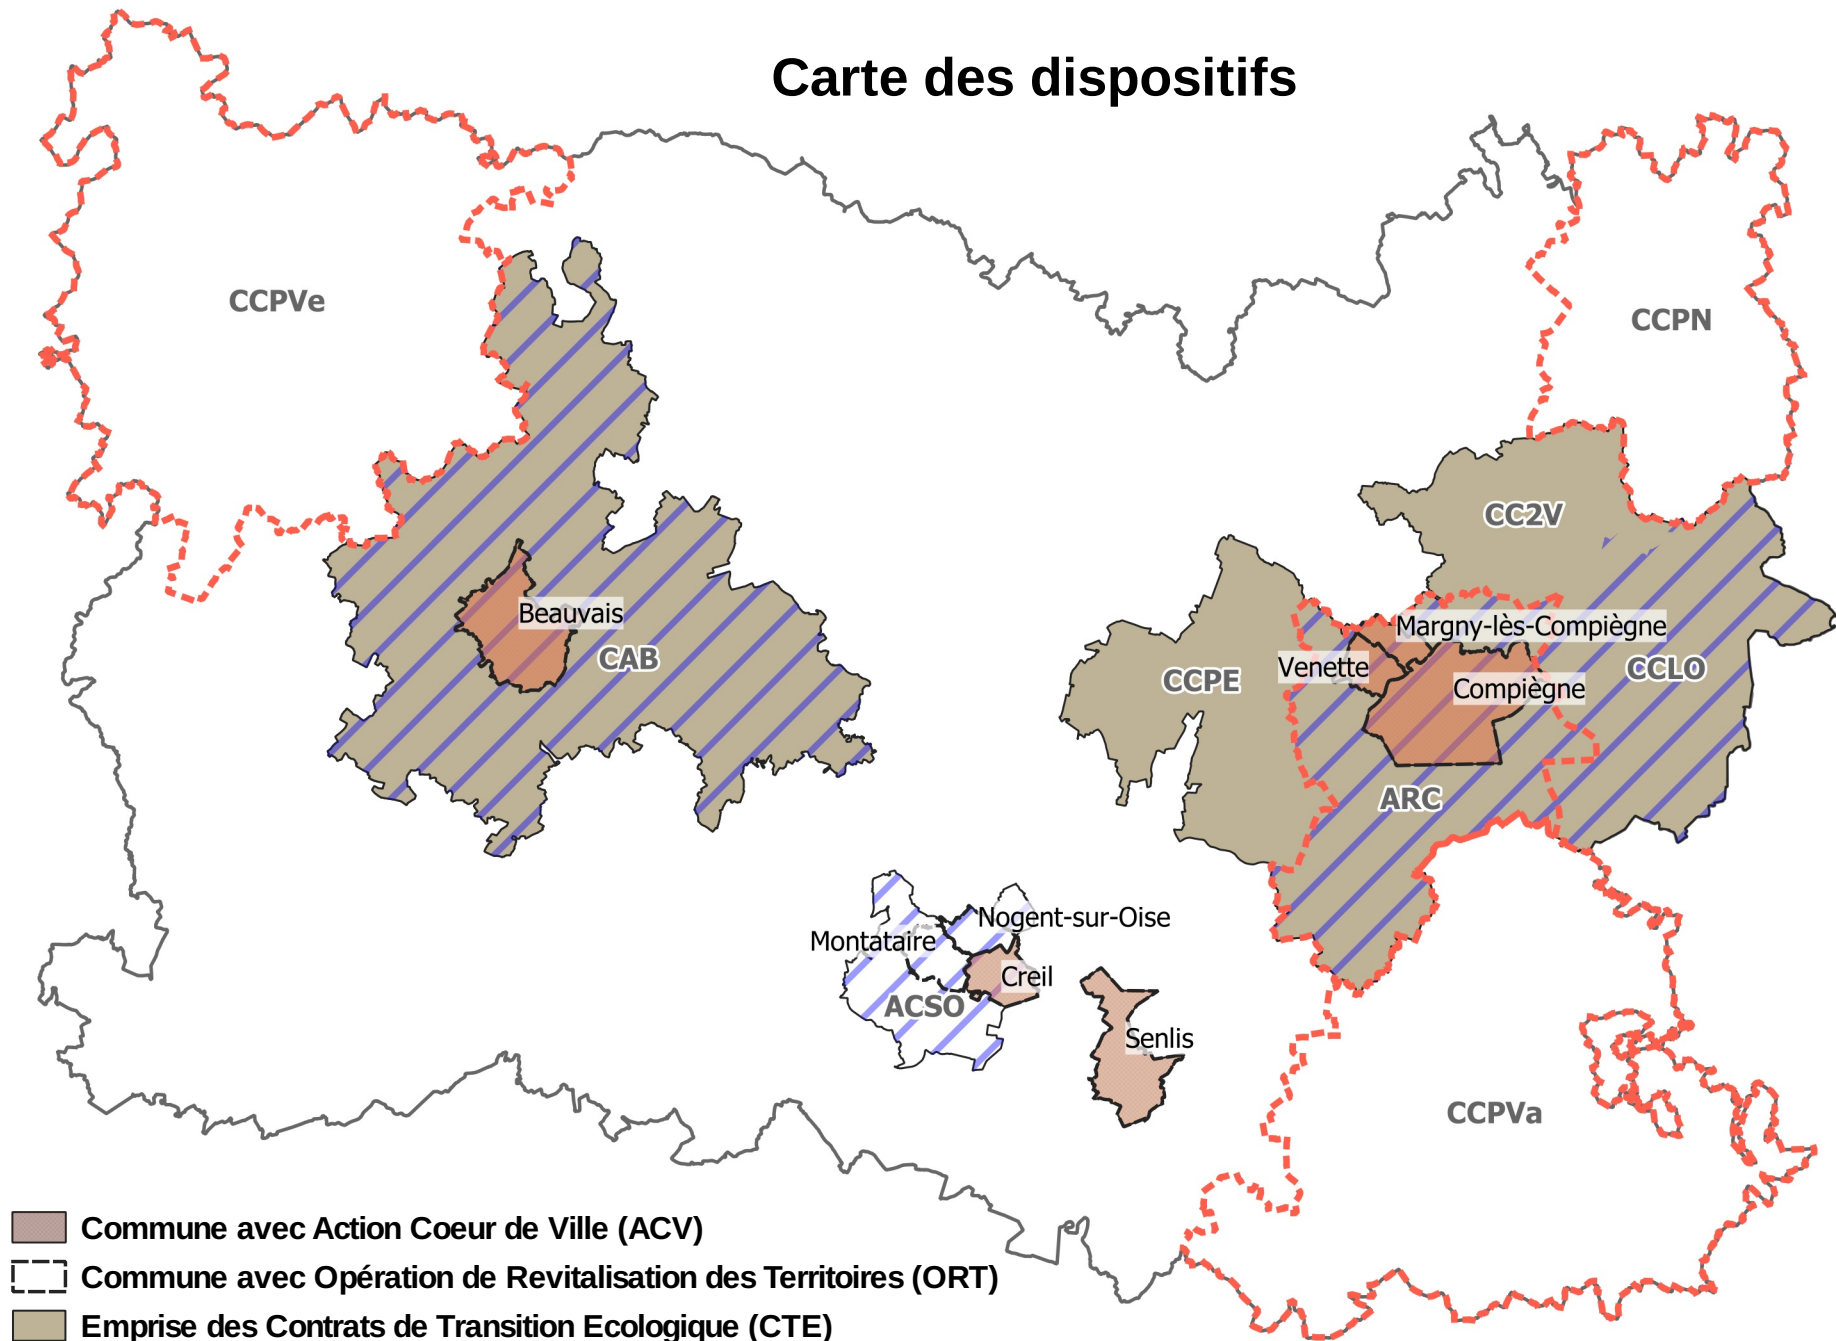 Carte des dispositifs
CCPVe
CCPN
CC2V
Beauvais
CAB
Margny-lès-Compiègne
Venette
CCLO
CCPE
Compiègne
ARC
Nogent-sur-Oise
Montataire
Creil
ACSO
Senlis
CCPVa
Commune avec Action Coeur de Ville (ACV)
Commune avec Opération de Revitalisation des Territoires (ORT)
Emprise des Contrats de Transition Ecologique (CTE)